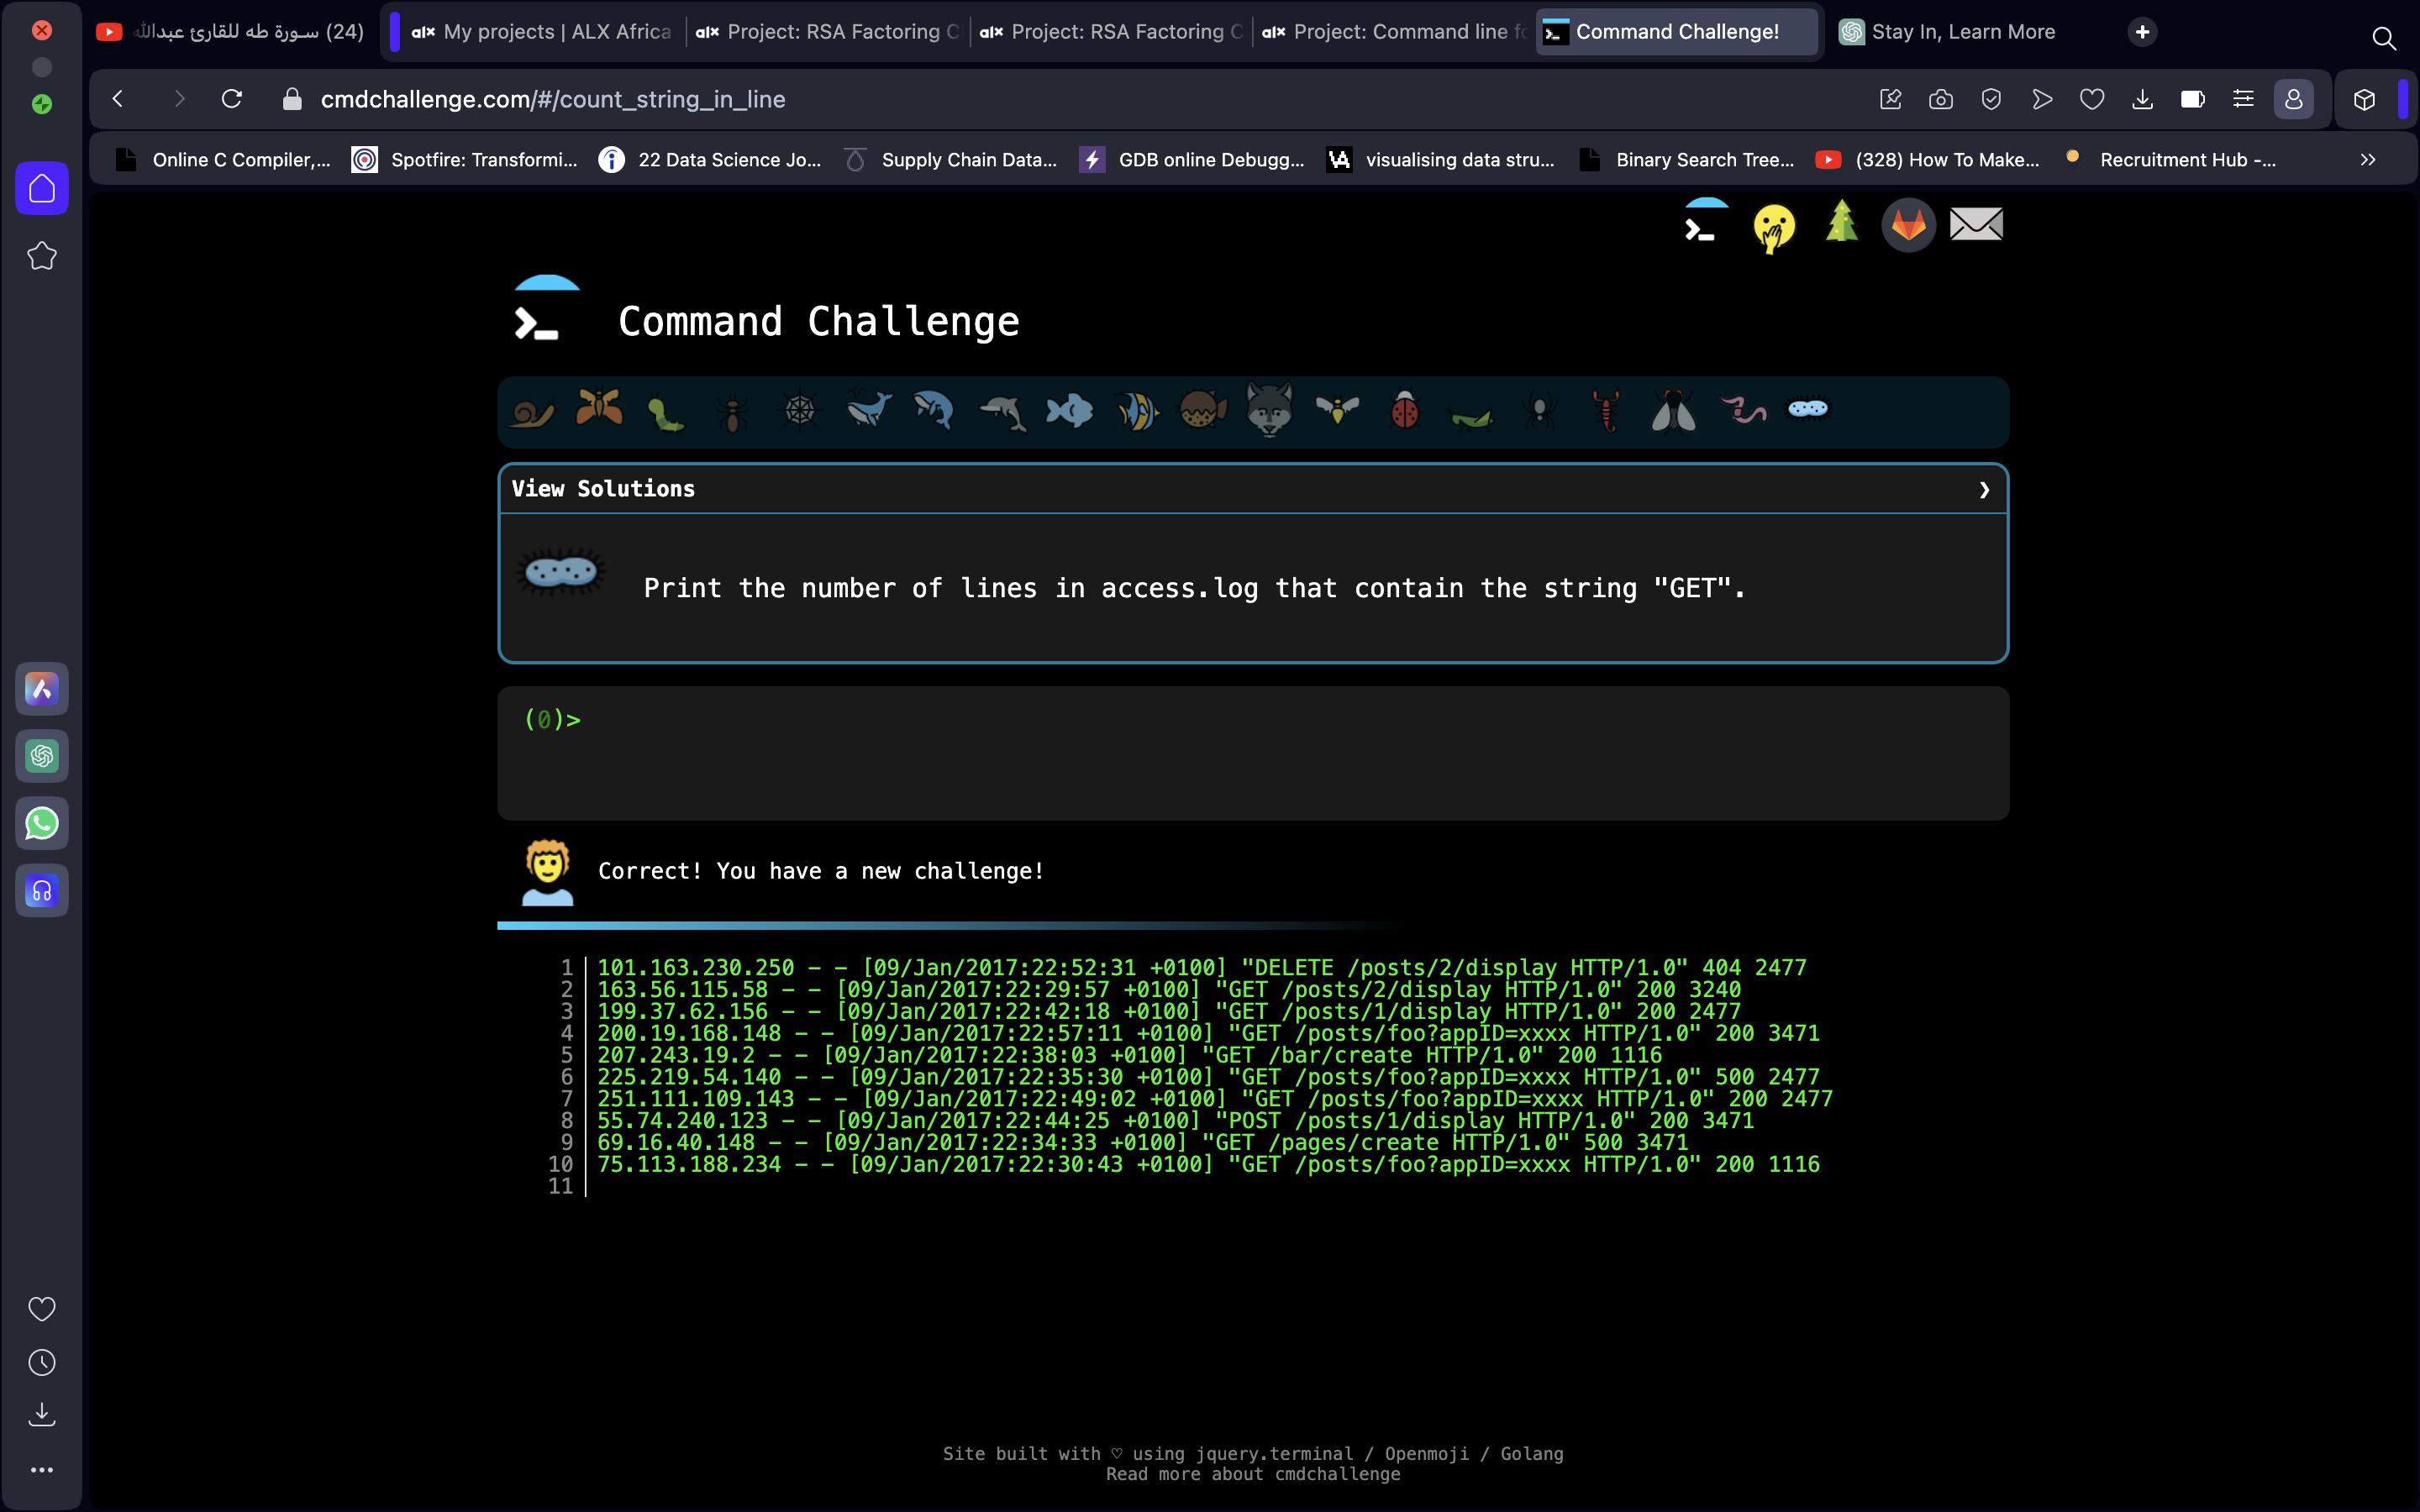 (24) سورة طه للقارئ عبدالله
alx My projects | ALX Africa
alx Project: RSA Factoring C
alx Project: RSA Factoring C
alx Project: Command line fo
Command Challenge!
Stay In, Learn More
cmdchallenge.com/#/count_string_in_line
Online C Compiler,...
Spotfire: Transformi...
22 Data Science Jo...
Supply Chain Data...
GDB online Debugg...
visualising data stru...
Binary Search Tree...
(328) How To Make...
Recruitment Hub -...
Command Challenge
View Solutions
Print the number of lines in access.log that contain the string "GET".
(0)>
Correct! You have a new challenge!
1 101.163.230.250 - - [09/Jan/2017:22:52:31 +0100] "DELETE /posts/2/display HTTP/1.0" 404 2477
2 163.56.115.58 - - [09/Jan/2017:22:29:57 +0100] "GET /posts/2/display HTTP/1.0" 200 3240
3 199.37.62.156 - - [09/Jan/2017:22:42:18 +0100] "GET /posts/1/display HTTP/1.0" 200 2477
4 200.19.168.148 - - [09/Jan/2017:22:57:11 +0100] "GET /posts/foo?appID=xxxx HTTP/1.0" 200 3471
5 207.243.19.2 - - [09/Jan/2017:22:38:03 +0100] "GET /bar/create HTTP/1.0" 200 1116
6 225.219.54.140 - - [09/Jan/2017:22:35:30 +0100] "GET /posts/foo?appID=xxxx HTTP/1.0" 500 2477
7 251.111.109.143 - - [09/Jan/2017:22:49:02 +0100] "GET /posts/foo?appID=xxxx HTTP/1.0" 200 2477
8 55.74.240.123 - - [09/Jan/2017:22:44:25 +0100] "POST /posts/1/display HTTP/1.0" 200 3471
9 69.16.40.148 - - [09/Jan/2017:22:34:33 +0100] "GET /pages/create HTTP/1.0" 500 3471
10 75.113.188.234 - - [09/Jan/2017:22:30:43 +0100] "GET /posts/foo?appID=xxxx HTTP/1.0" 200 1116
11
Site built with ♡ using jquery.terminal / Openmoji / Golang
Read more about cmdchallenge